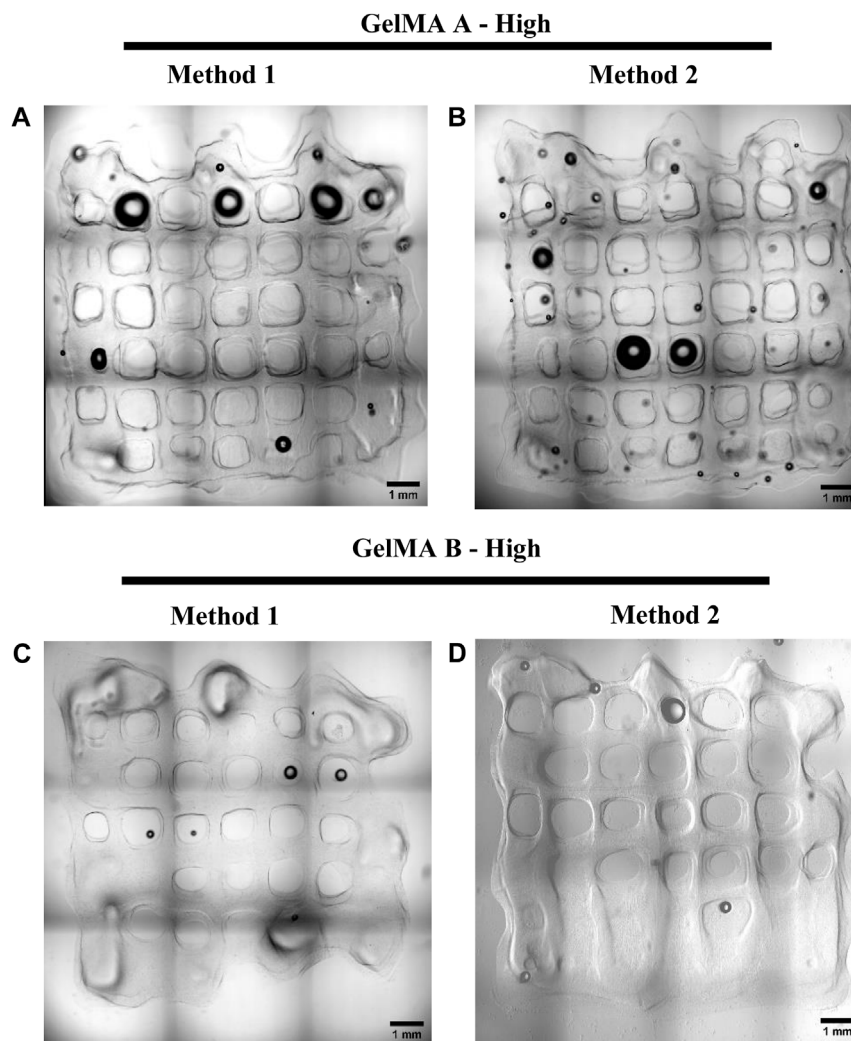 GelMA A - High
Method 1
Method 2
A
B
1 mm
1 mm
GelMA B - High
Method 1
Method 2
C
D
1 mm
1 mm